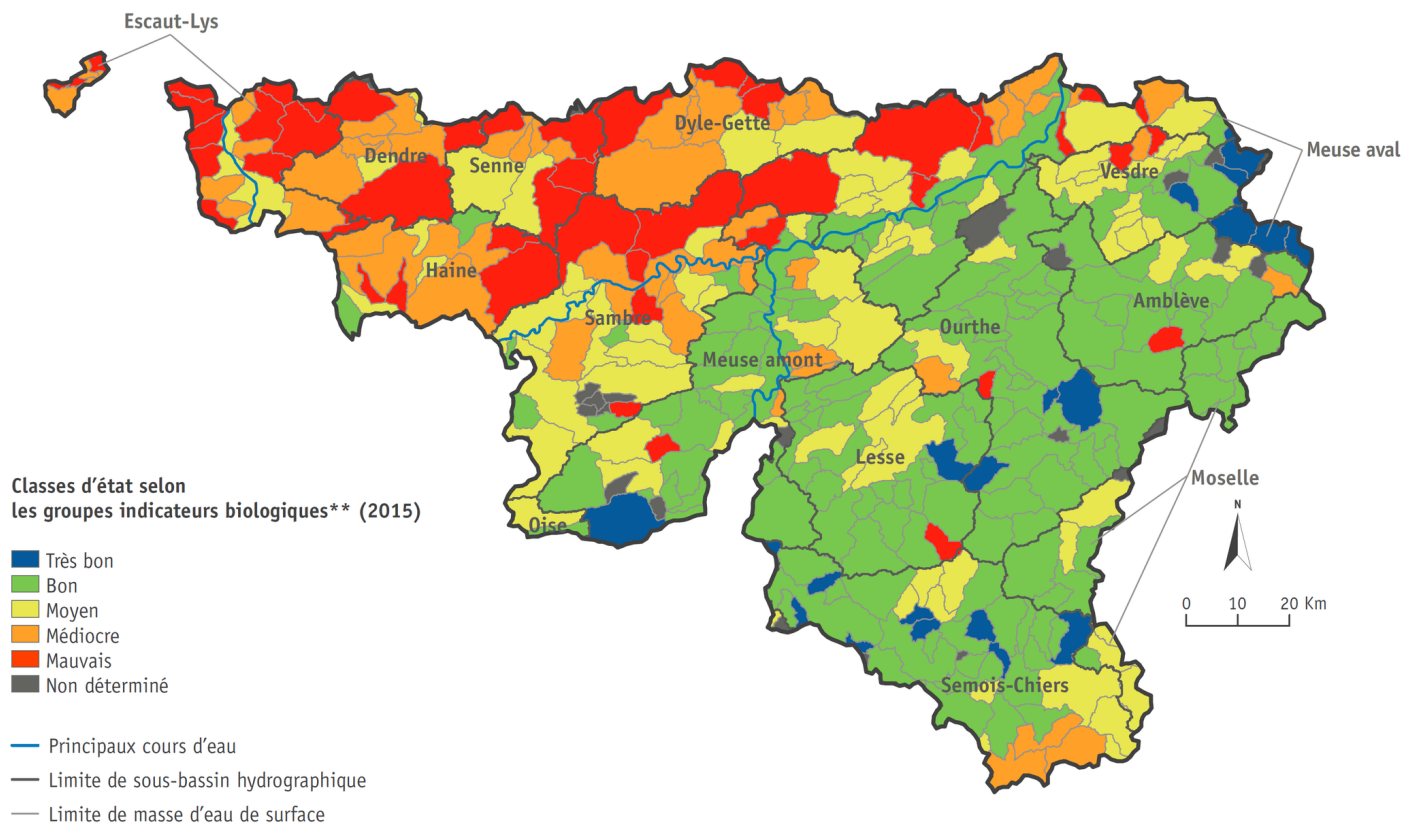 Escaut-Lys
Dyle-Gette
Meuse aval
Dendre
Senne
Vesdre
Haine
Amblève
Sambre
Ourthe
Meuse amont
Lesse
Moselle
Oise
Semois-Chiers
Classes d'état selon
les groupes indicateurs biologiques** (2015)
Très bon
Bon
Moyen
Médiocre
Mauvais
Non déterminé
Principaux cours d'eau
Limite de sous-bassin hydrographique
Limite de masse d'eau de surface
N
0 10 20 Km